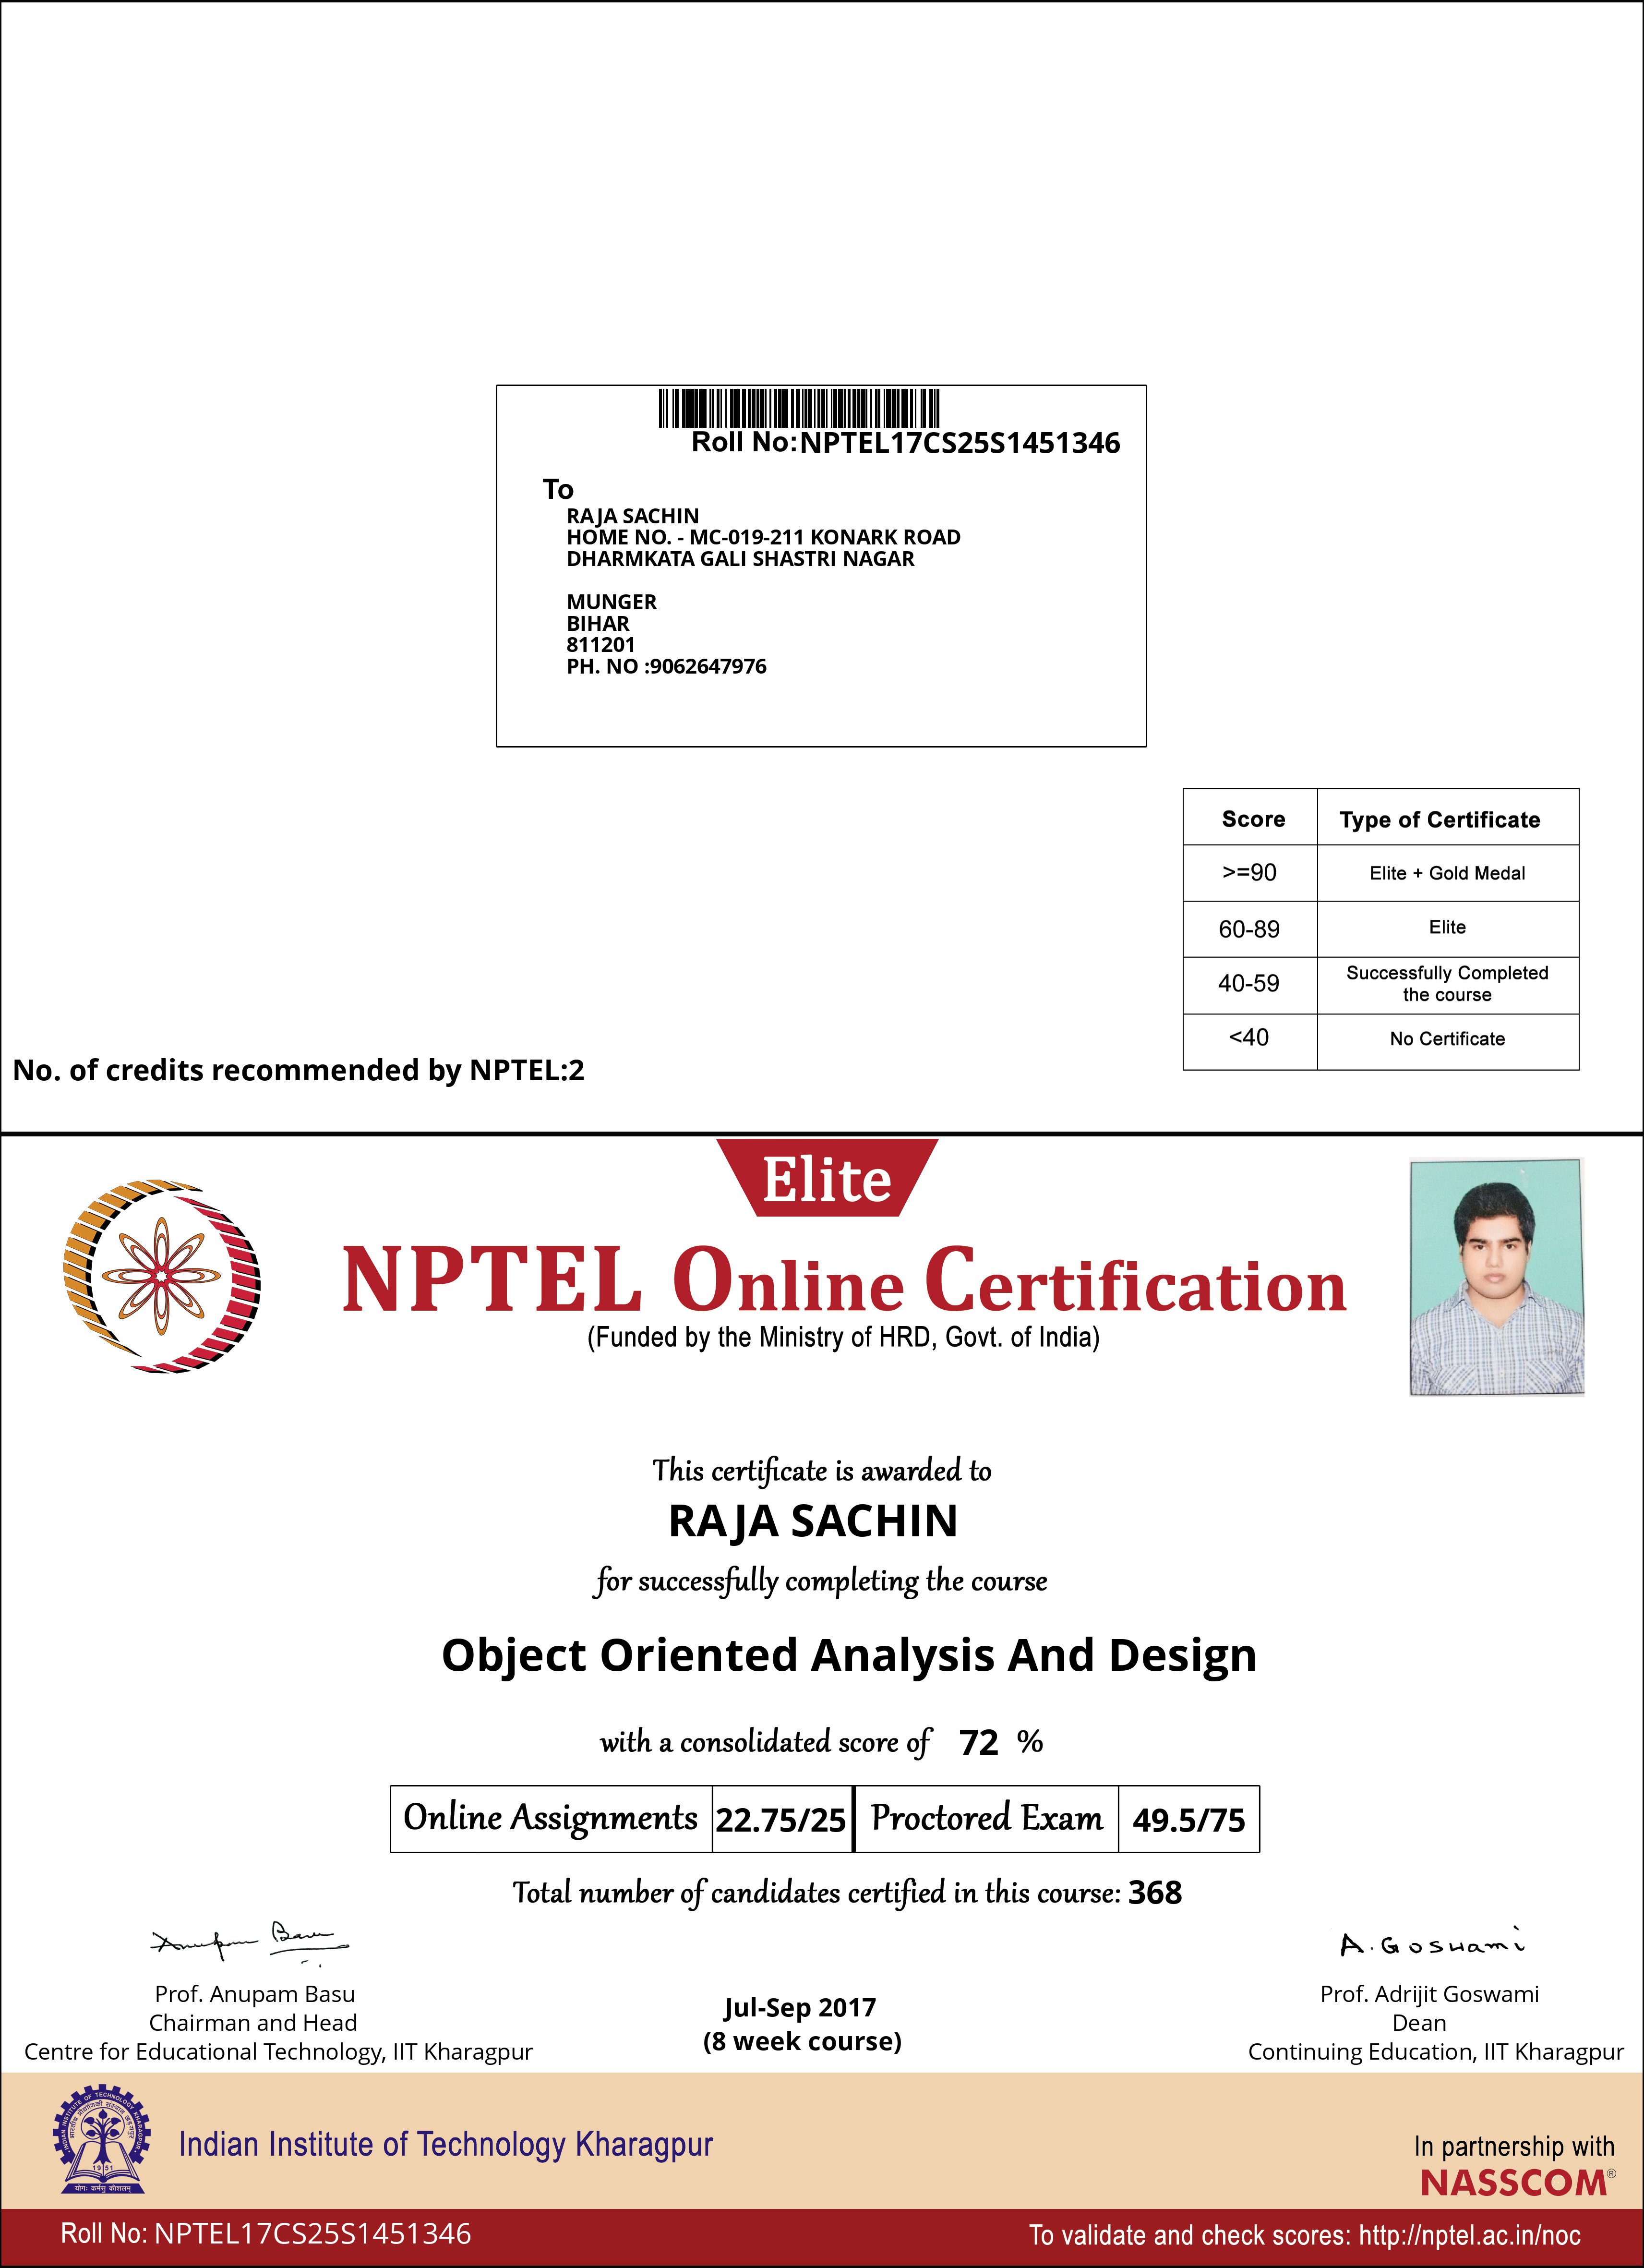 Roll No:NPTEL17CS25S1451346
To
RAJA SACHIN
HOME NO. - MC-019-211 KONARK ROAD
DHARMKATA GALI SHASTRI NAGAR
MUNGER
BIHAR
811201
PH. NO :9062647976
Score Type of Certificate
>=90 Elite + Gold Medal
60-89 Elite
40-59 Successfully Completed
the course
<40 No Certificate
No. of credits recommended by NPTEL:2
Elite
NPTEL Online Certification
(Funded by the Ministry of HRD, Govt. of India)
This certificate is awarded to
RAJA SACHIN
for successfully completing the course
Object Oriented Analysis And Design
with a consolidated score of 72 %
Online Assignments 22.75/25 Proctored Exam 49.5/75
Total number of candidates certified in this course: 368
Anupam Basu
A. Goswami
Prof. Anupam Basu
Chairman and Head
Centre for Educational Technology, IIT Kharagpur
Jul-Sep 2017
(8 week course)
Prof. Adrijit Goswami
Dean
Continuing Education, IIT Kharagpur
INDIAN INSTITUTE OF TECHNOLOGY KHARAGPUR
भारतीय प्रौद्योगिकी संस्थान खड़गपुर
1951
योगः कर्मसु कौशलम्
Indian Institute of Technology Kharagpur
In partnership with
NASSCOM®
Roll No: NPTEL17CS25S1451346
To validate and check scores: http://nptel.ac.in/noc